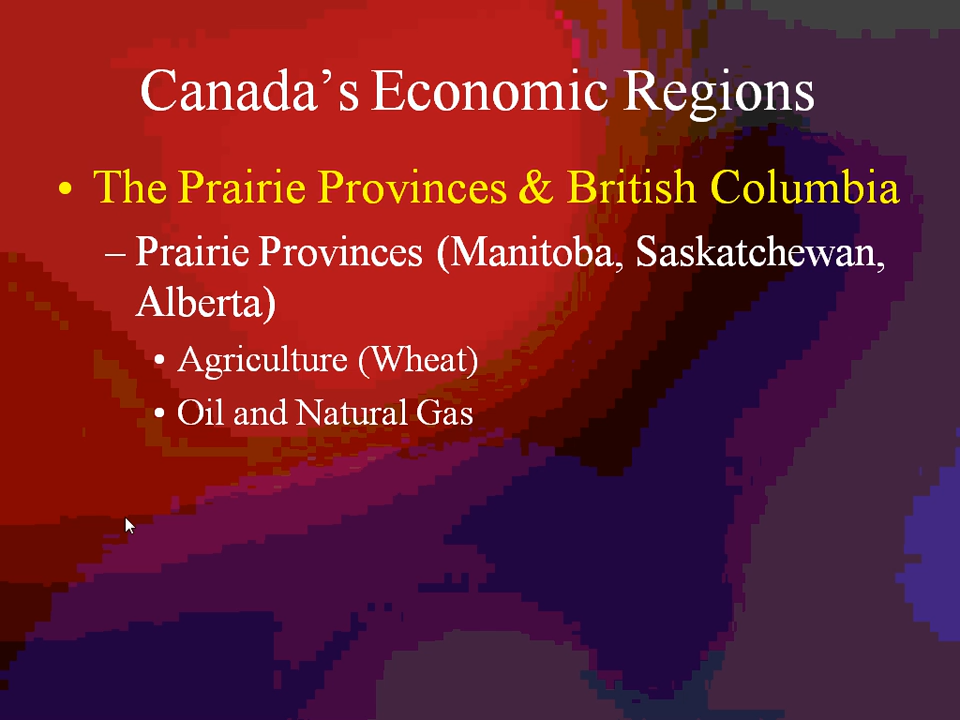 Canada’s Economic Regions
• The Prairie Provinces & British Columbia
– Prairie Provinces (Manitoba, Saskatchewan,
Alberta)
• Agriculture (Wheat)
• Oil and Natural Gas